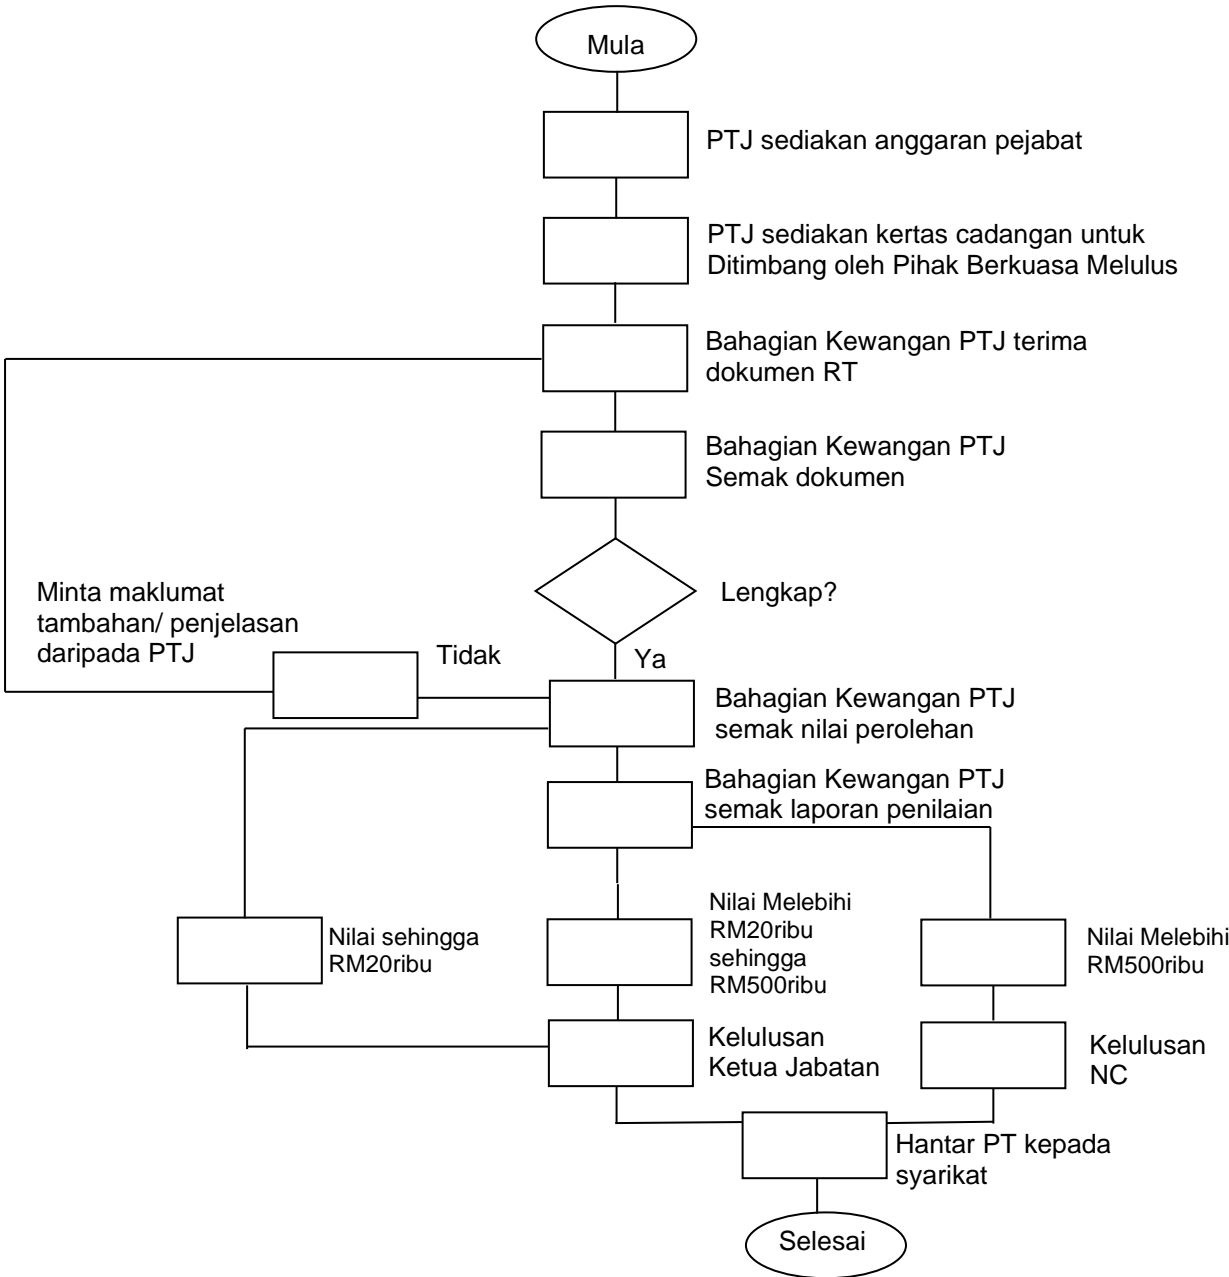 Mula
PTJ sediakan anggaran pejabat
PTJ sediakan kertas cadangan untuk
Ditimbang oleh Pihak Berkuasa Melulus
Bahagian Kewangan PTJ terima
dokumen RT
Bahagian Kewangan PTJ
Semak dokumen
Lengkap?
Minta maklumat
tambahan/ penjelasan
daripada PTJ
Tidak
Ya
Bahagian Kewangan PTJ
semak nilai perolehan
Bahagian Kewangan PTJ
semak laporan penilaian
Nilai sehingga
RM20ribu
Nilai Melebihi
RM20ribu
sehingga
RM500ribu
Nilai Melebihi
RM500ribu
Kelulusan
Ketua Jabatan
Kelulusan
NC
Hantar PT kepada
syarikat
Selesai